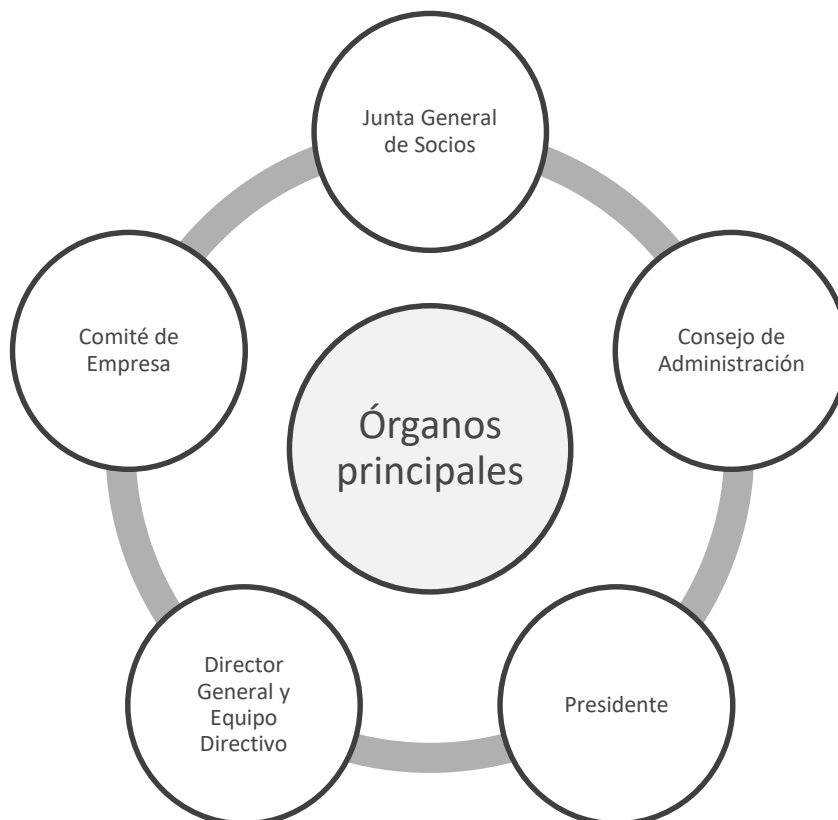 Junta General
de Socios
Consejo de
Administración
Presidente
Director
General y
Equipo
Directivo
Comité de
Empresa
Órganos
principales